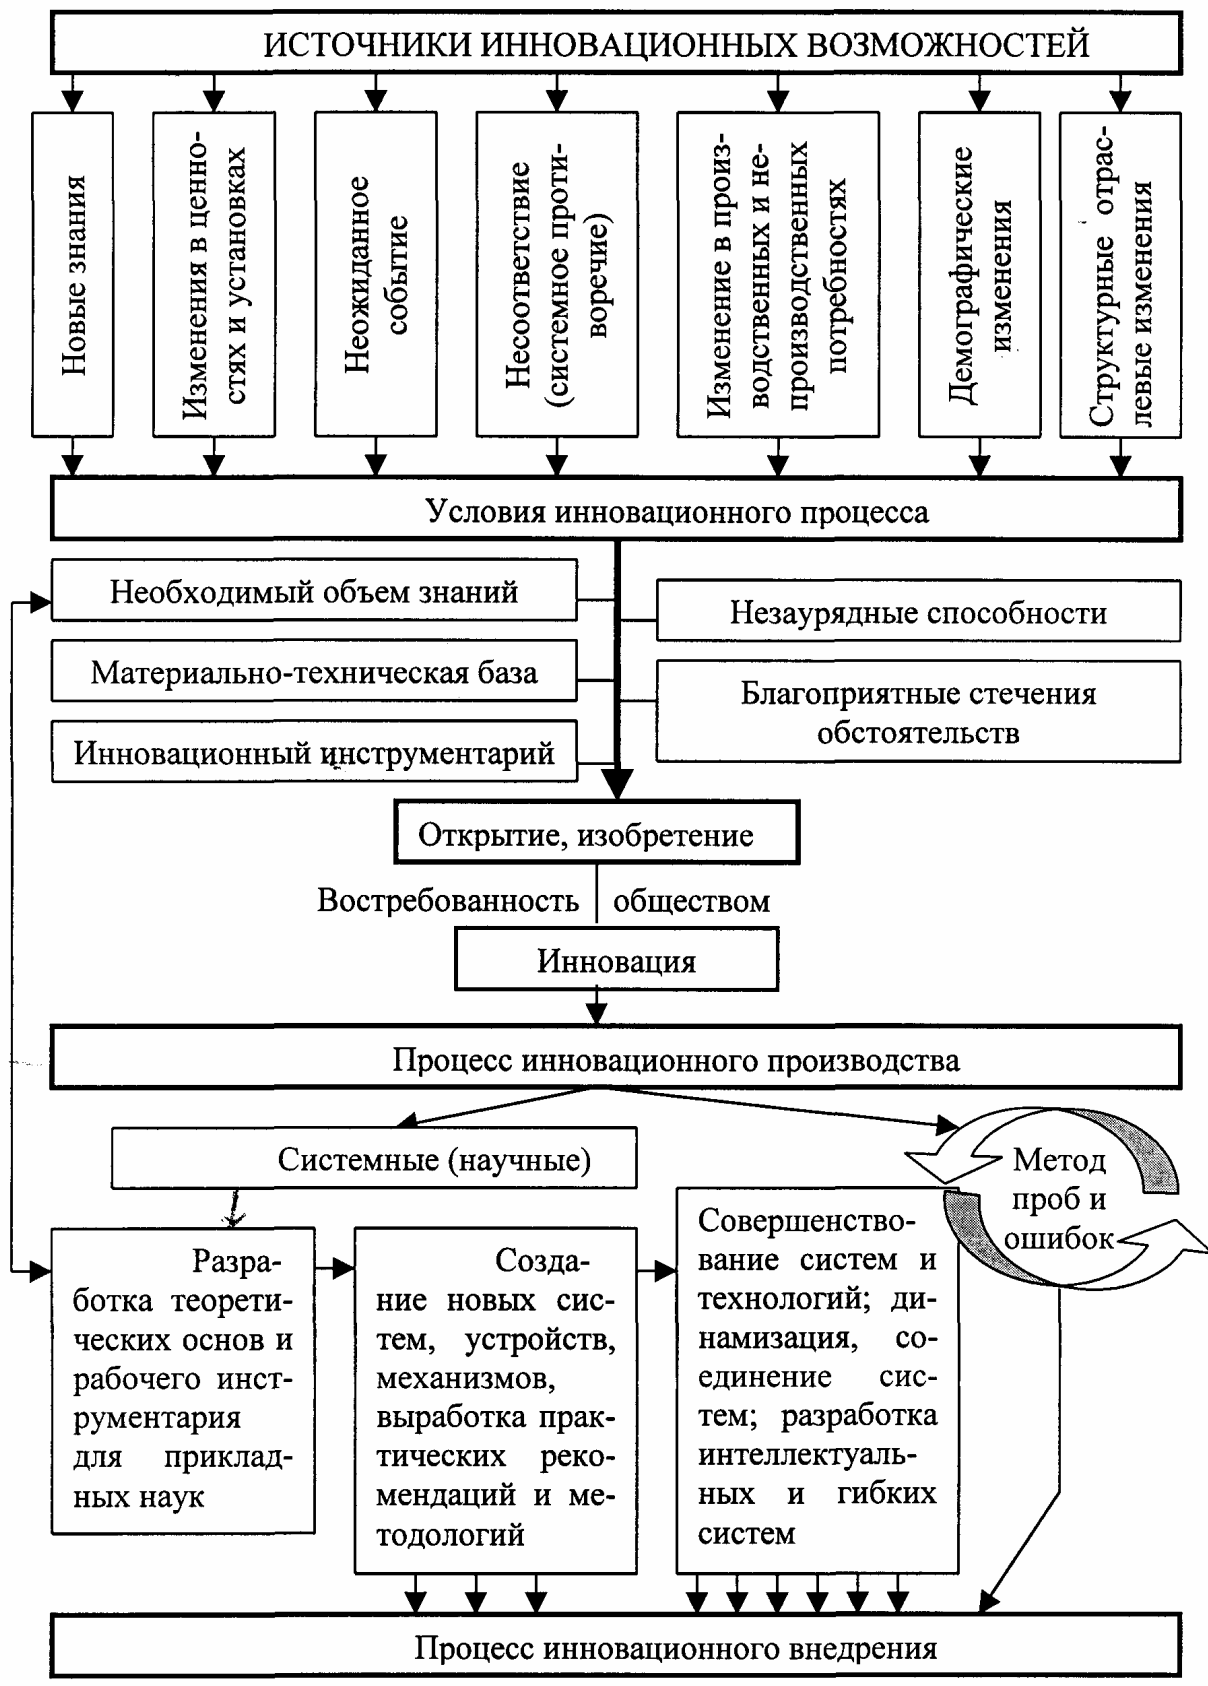 ИСТОЧНИКИ ИННОВАЦИОННЫХ ВОЗМОЖНОСТЕЙ
Новые знания
Изменения в ценно-
стях и установках
Неожиданное
событие
Несоответствие
(системное проти-
воречие)
Изменение в произ-
водственных и не-
производственных
потребностях
Демографические
изменения
Структурные отрас-
левые изменения
Условия инновационного процесса
Необходимый объем знаний
Материально-техническая база
Инновационный инструментарий
Незаурядные способности
Благоприятные стечения
обстоятельств
Открытие, изобретение
Востребованность обществом
Инновация
Процесс инновационного производства
Системные (научные)
Метод
проб и
ошибок
Разра-
ботка теорети-
ческих основ и
рабочего инст-
рументария
для приклад-
ных наук
Созда-
ние новых сис-
тем, устройств,
механизмов,
выработка прак-
тических реко-
мендаций и ме-
тодологий
Совершенство-
вание систем и
технологий; ди-
намизация, со-
единение сис-
тем; разработка
интеллектуаль-
ных и гибких
систем
Процесс инновационного внедрения